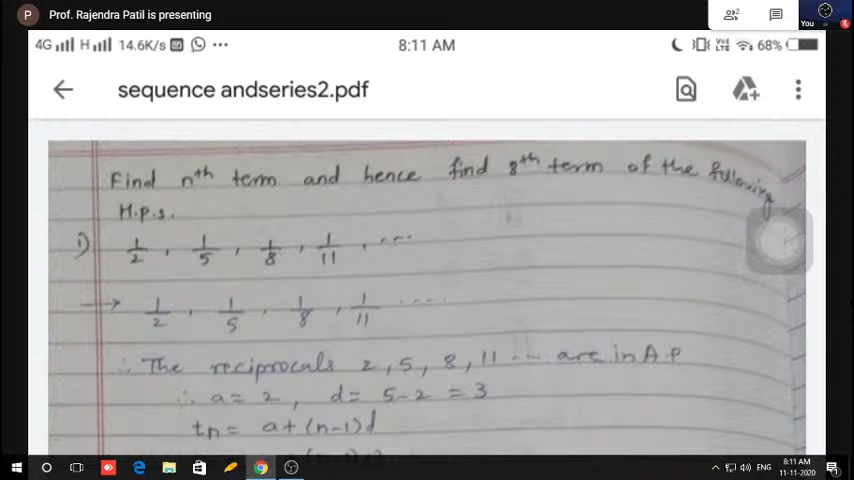 P Prof. Rajendra Patil is presenting
2
You
4G H 14.6K/s 8:11 AM 68%
sequence andseries2.pdf
Find nth term and hence find 8th term of the following
H.p.s.
i) 1/2 , 1/5 , 1/8 , 1/11 , ....
→ 1/2 , 1/5 , 1/8 , 1/11 ....
∴ The reciprocals 2, 5, 8, 11 ... are in A.P
∴ a = 2 , d = 5-2 = 3
tn = a+(n-1)d
ENG 8:11 AM
11-11-2020